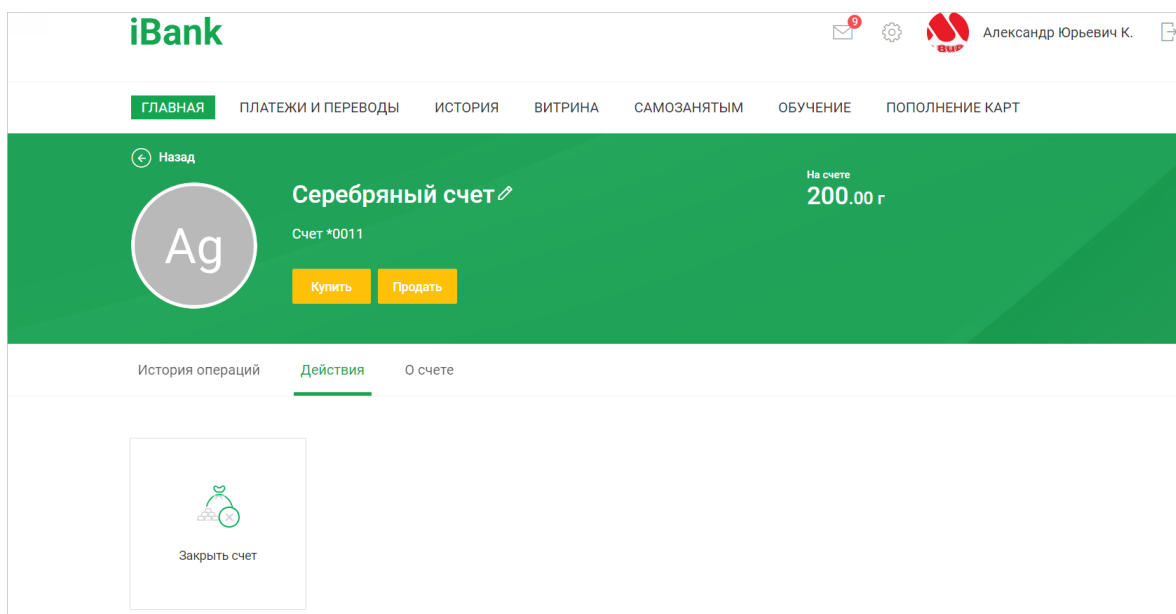 iBank
9
Александр Юрьевич К.
ГЛАВНАЯ ПЛАТЕЖИ И ПЕРЕВОДЫ ИСТОРИЯ ВИТРИНА САМОЗАНЯТЫМ ОБУЧЕНИЕ ПОПОЛНЕНИЕ КАРТ
Назад
Ag
Серебряный счет
Счет *0011
Купить Продать
На счете
200.00 г
История операций Действия О счете
Закрыть счет